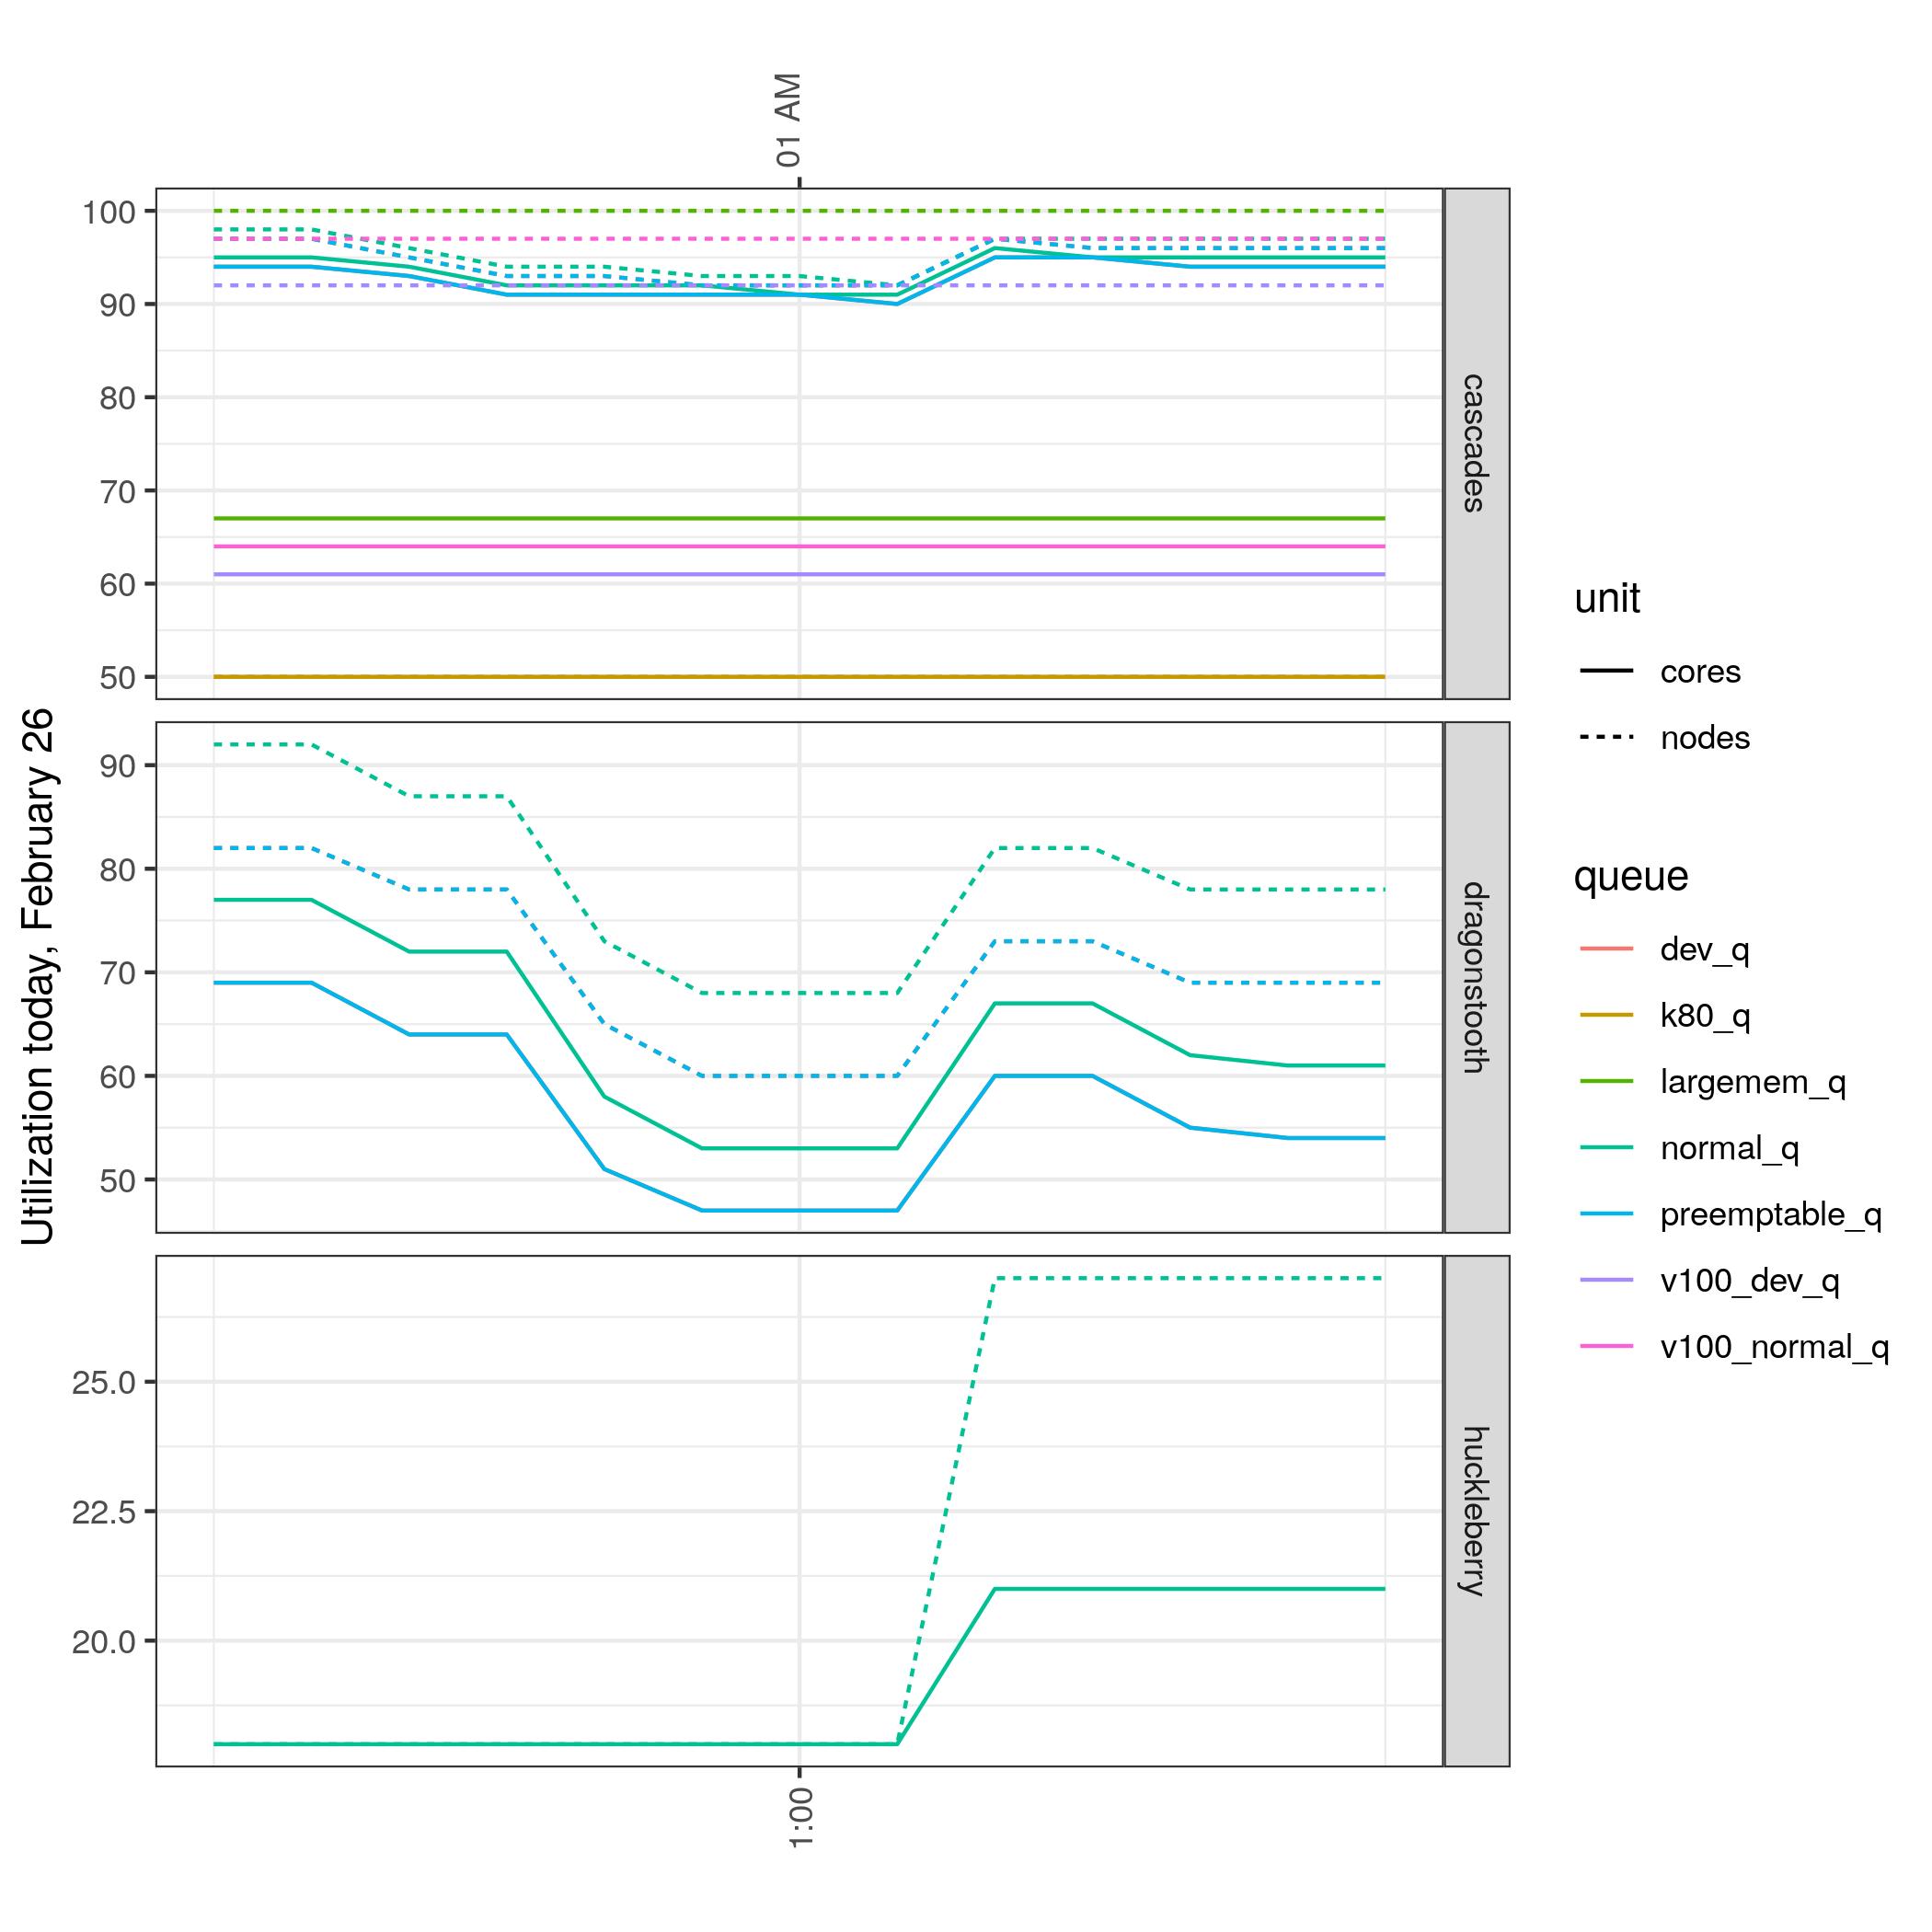 01 AM
100
90
80
70
60
50
cascades
90
80
70
60
50
dragonstooth
25.0
22.5
20.0
huckleberry
1:00
Utilization today, February 26
unit
cores
nodes
queue
dev_q
k80_q
largemem_q
normal_q
preemptable_q
v100_dev_q
v100_normal_q